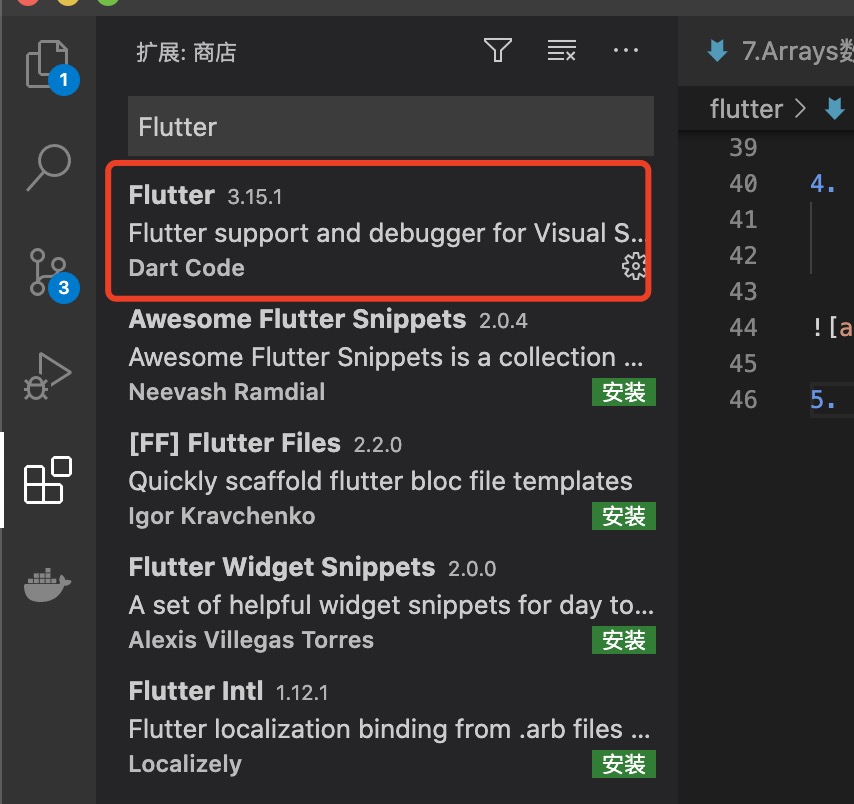 扩展: 商店
7.Arrays数
1
Flutter
flutter >
39
Flutter 3.15.1
40 4.
Flutter support and debugger for Visual S...
41
Dart Code
42
3
43
Awesome Flutter Snippets 2.0.4
44 ![a
Awesome Flutter Snippets is a collection ...
45
Neevash Ramdial 安装
46 5.
[FF] Flutter Files 2.2.0
Quickly scaffold flutter bloc file templates
Igor Kravchenko 安装
Flutter Widget Snippets 2.0.0
A set of helpful widget snippets for day to...
Alexis Villegas Torres 安装
Flutter Intl 1.12.1
Flutter localization binding from .arb files ...
Localizely 安装